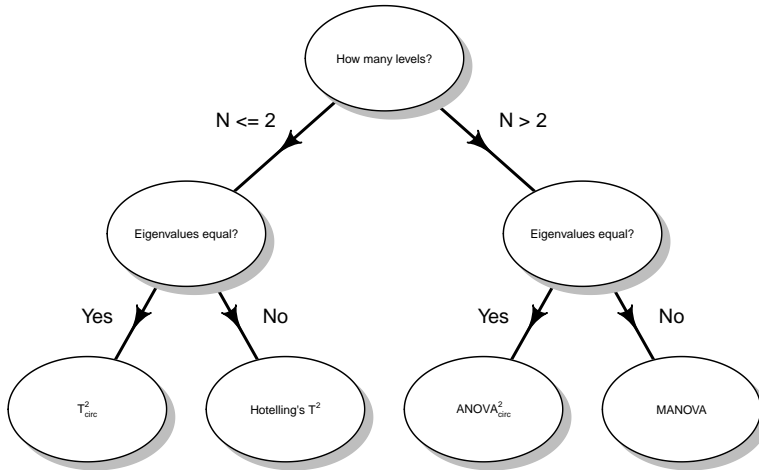 How many levels?
N <= 2
N > 2
Eigenvalues equal?
Eigenvalues equal?
Yes
No
Yes
No
T²circ
Hotelling's T²
ANOVA²circ
MANOVA